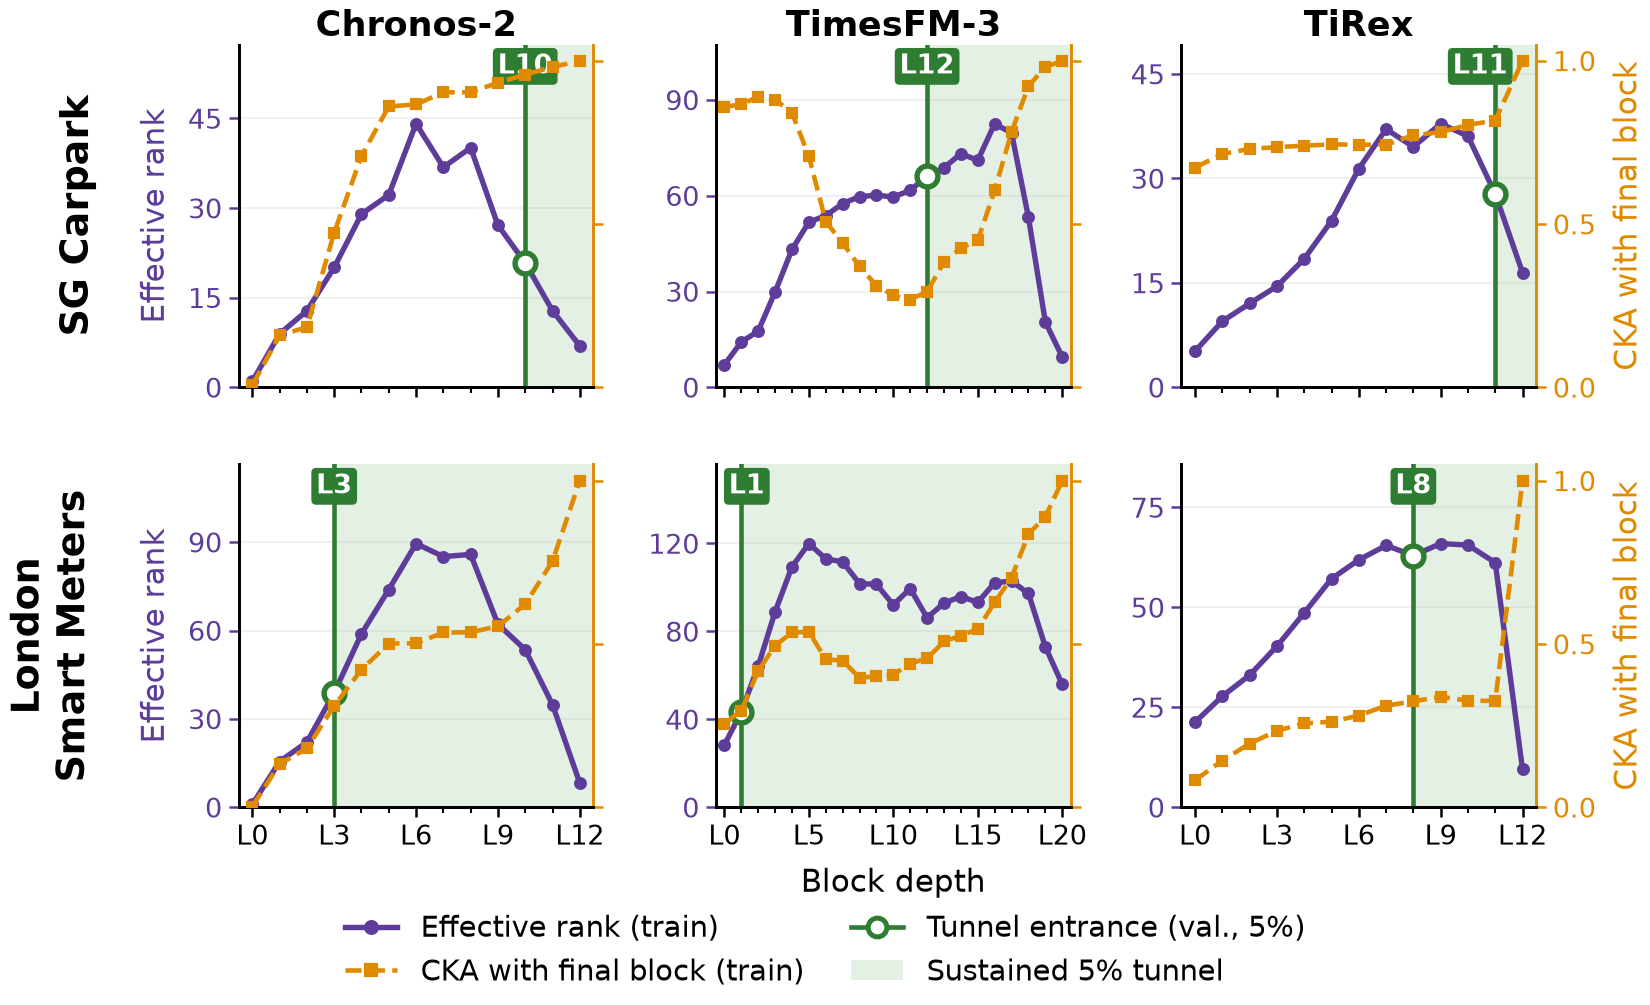 Chronos-2 TimesFM-3 TiRex
SG Carpark
Effective rank
0 15 30 45
L10
0 30 60 90
L12
0 15 30 45
L11
0.0 0.5 1.0
CKA with final block
London
Smart Meters
Effective rank
0 30 60 90
L3
0 40 80 120
L1
0 25 50 75
L8
0.0 0.5 1.0
CKA with final block
L0 L3 L6 L9 L12
L0 L5 L10 L15 L20
L0 L3 L6 L9 L12
Block depth
Effective rank (train)
CKA with final block (train)
Tunnel entrance (val., 5%)
Sustained 5% tunnel